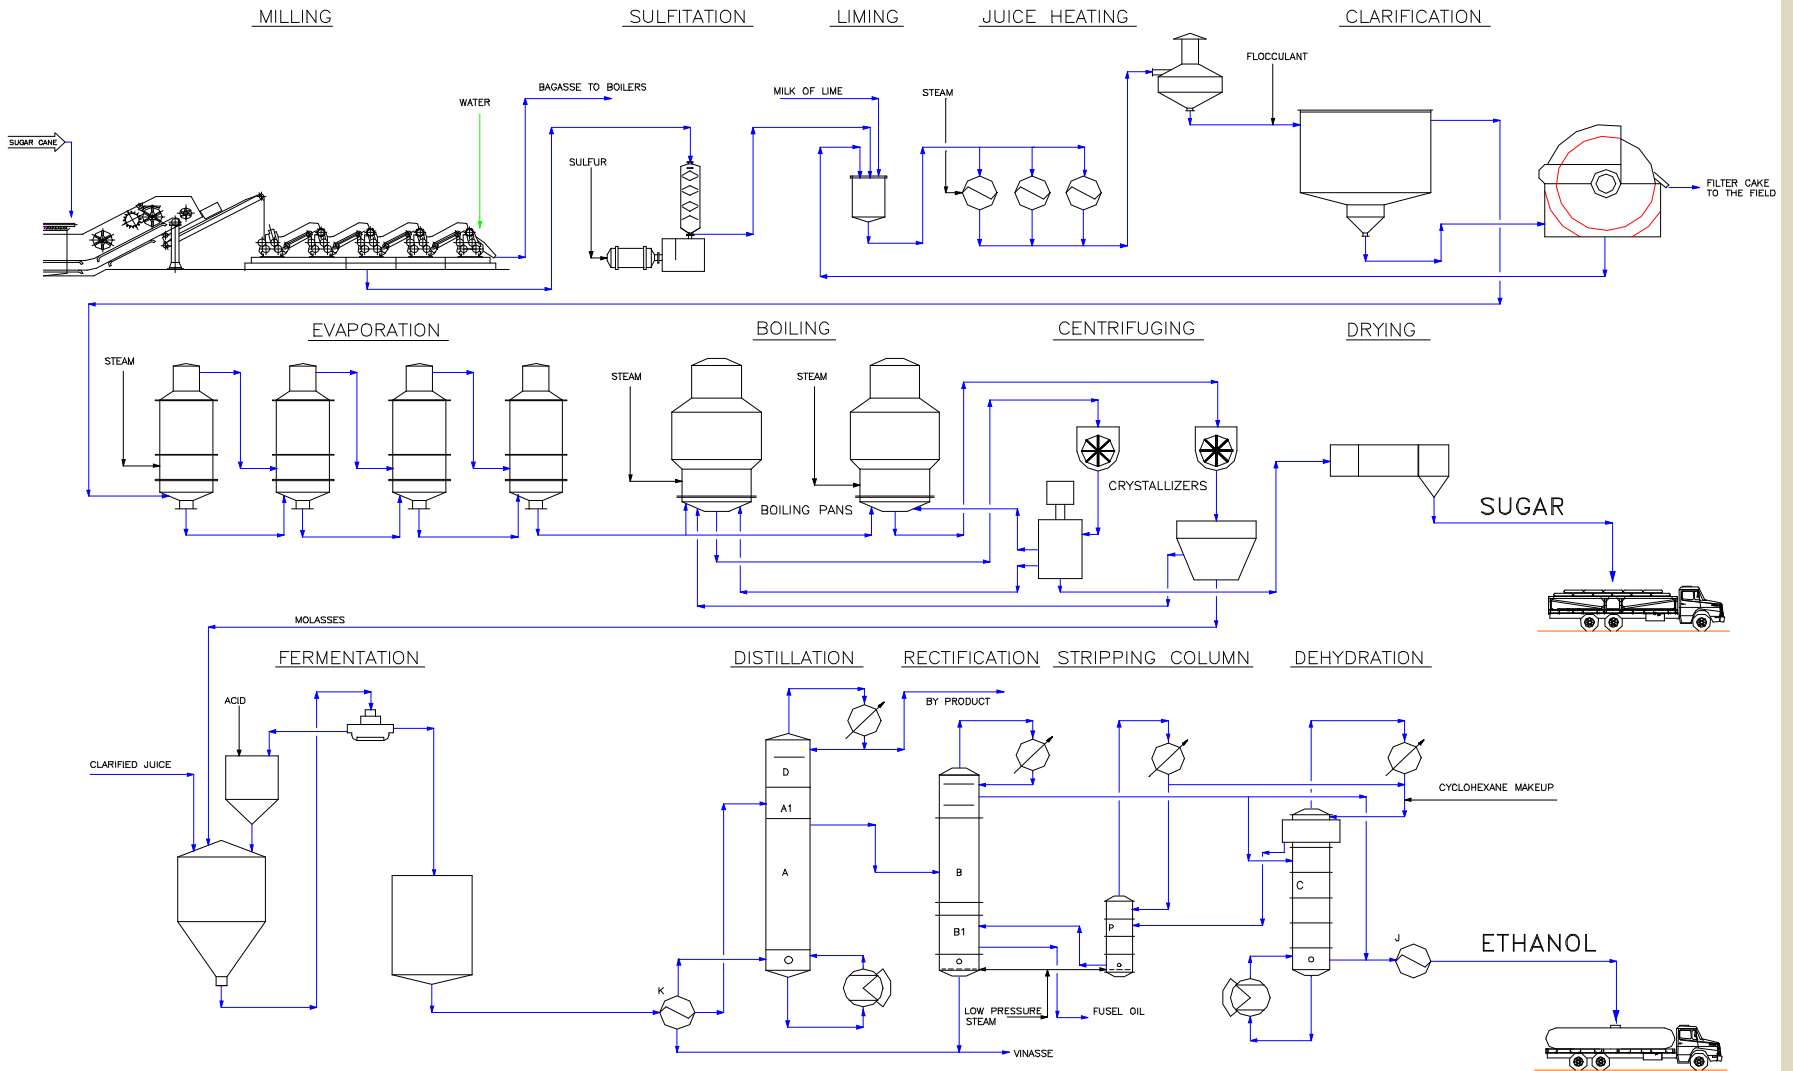 MILLING
SULFITATION
LIMING
JUICE HEATING
CLARIFICATION
FLOCCULANT
BAGASSE TO BOILERS
MILK OF LIME
STEAM
WATER
SUGAR CANE
SULFUR
FILTER CAKE
TO THE FIELD
EVAPORATION
BOILING
CENTRIFUGING
DRYING
STEAM
STEAM
STEAM
CRYSTALLIZERS
BOILING PANS
SUGAR
MOLASSES
FERMENTATION
DISTILLATION
RECTIFICATION
STRIPPING COLUMN
DEHYDRATION
ACID
BY PRODUCT
CLARIFIED JUICE
D
A1
CYCLOHEXANE MAKEUP
A
B
C
P
B1
J
ETHANOL
K
LOW PRESSURE
STEAM
FUSEL OIL
VINASSE